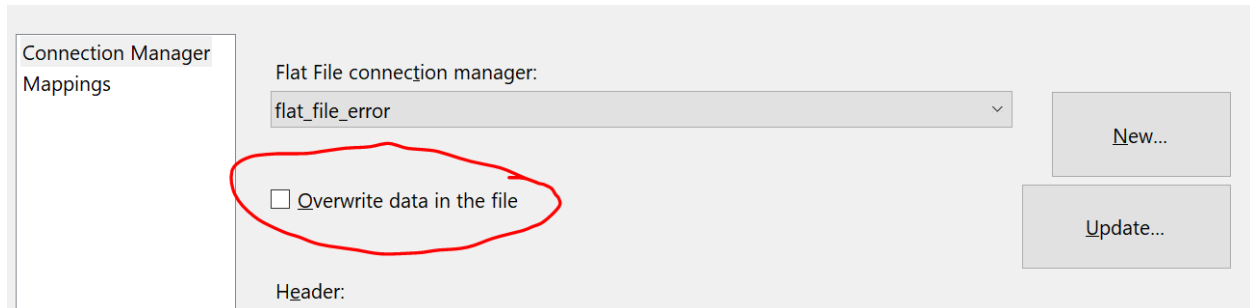 Connection Manager
Mappings
Flat File connection manager:
flat_file_error
New...
Overwrite data in the file
Update...
Header: